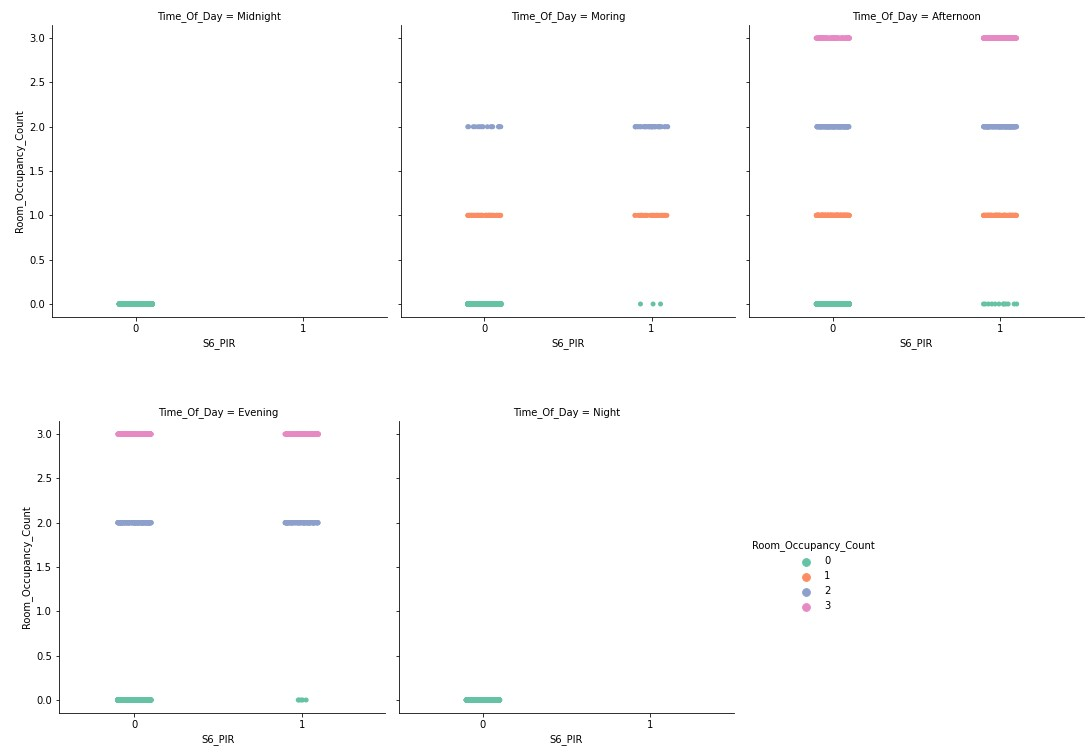 Time_Of_Day = Midnight
Time_Of_Day = Moring
Time_Of_Day = Afternoon
3.0
2.5
2.0
1.5
1.0
0.5
0.0
Room_Occupancy_Count
0 1
S6_PIR
0 1
S6_PIR
0 1
S6_PIR
Time_Of_Day = Evening
Time_Of_Day = Night
3.0
2.5
2.0
1.5
1.0
0.5
0.0
Room_Occupancy_Count
0 1
S6_PIR
0 1
S6_PIR
Room_Occupancy_Count
0
1
2
3